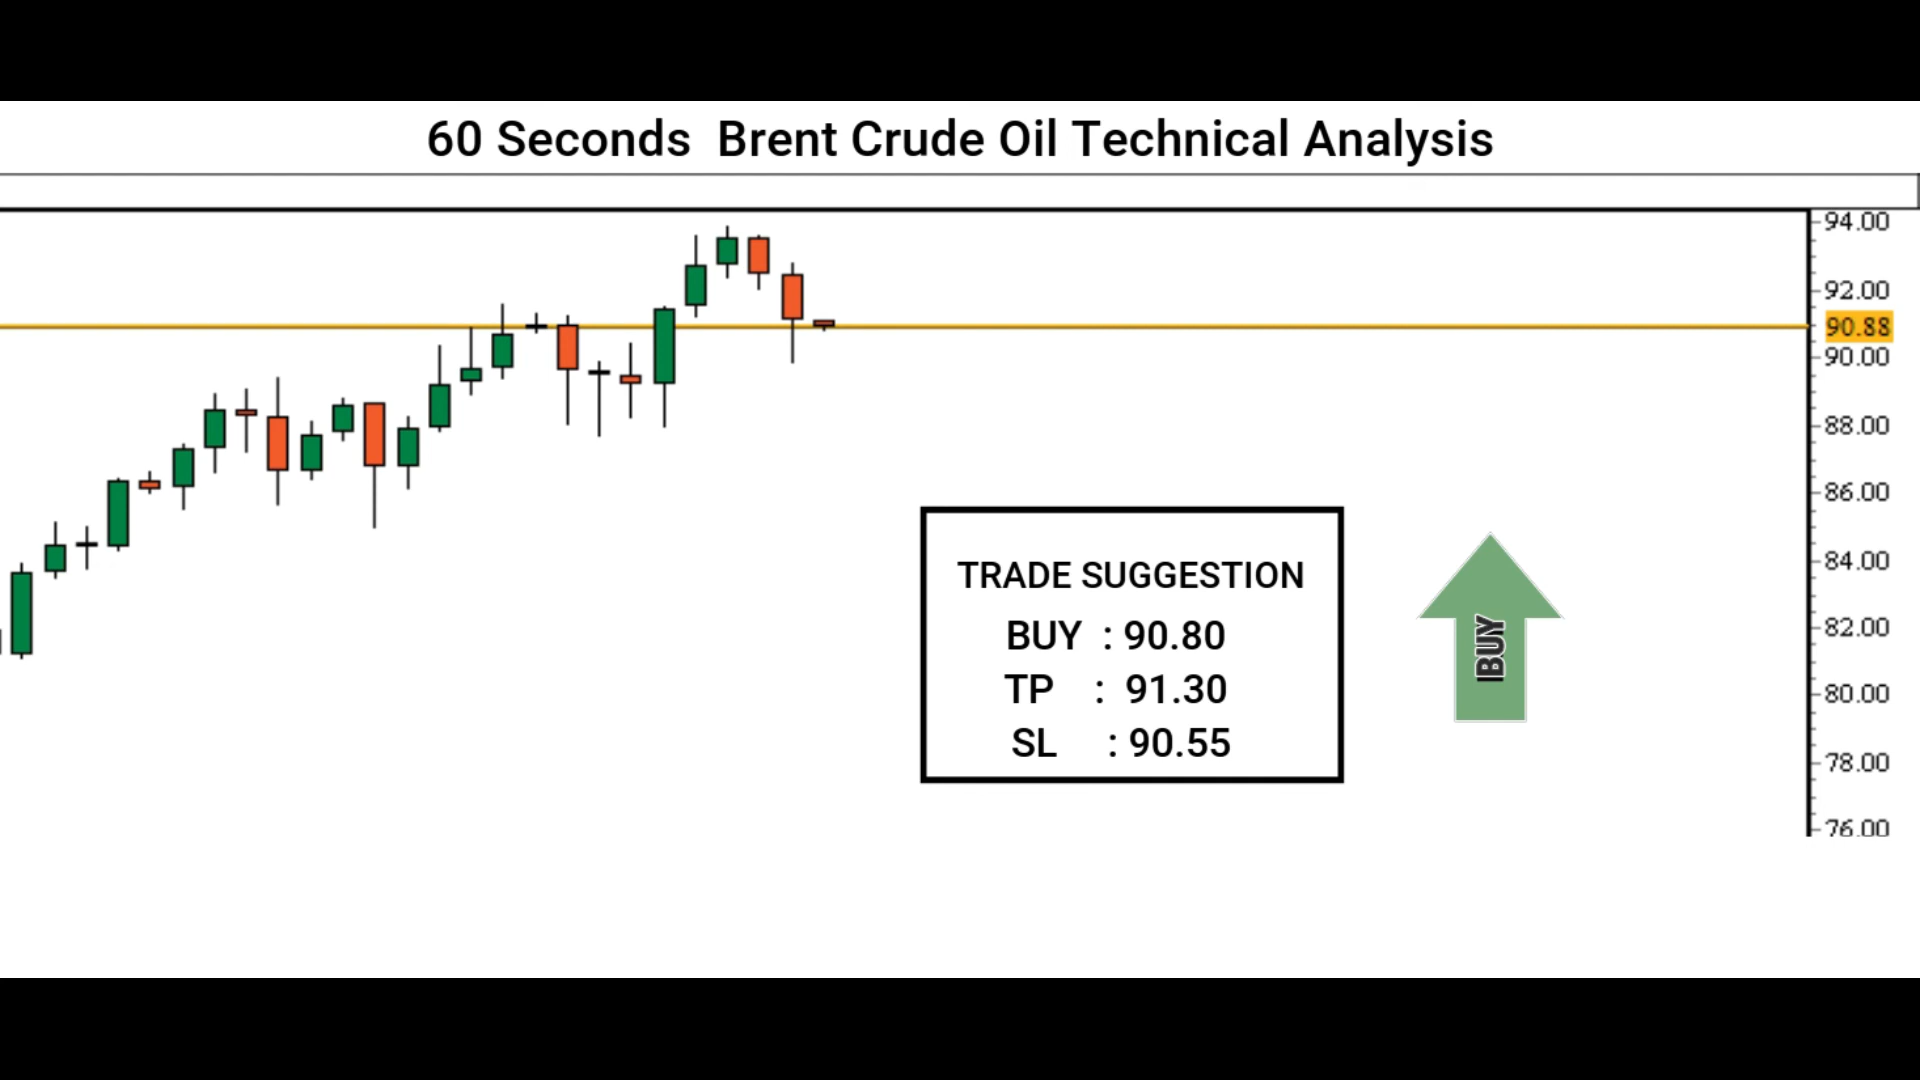 60 Seconds  Brent Crude Oil Technical Analysis
94.00
92.00
90.88
90.00
88.00
86.00
84.00
82.00
80.00
78.00
76.00
TRADE SUGGESTION
BUY : 90.80
TP : 91.30
SL : 90.55
BUY